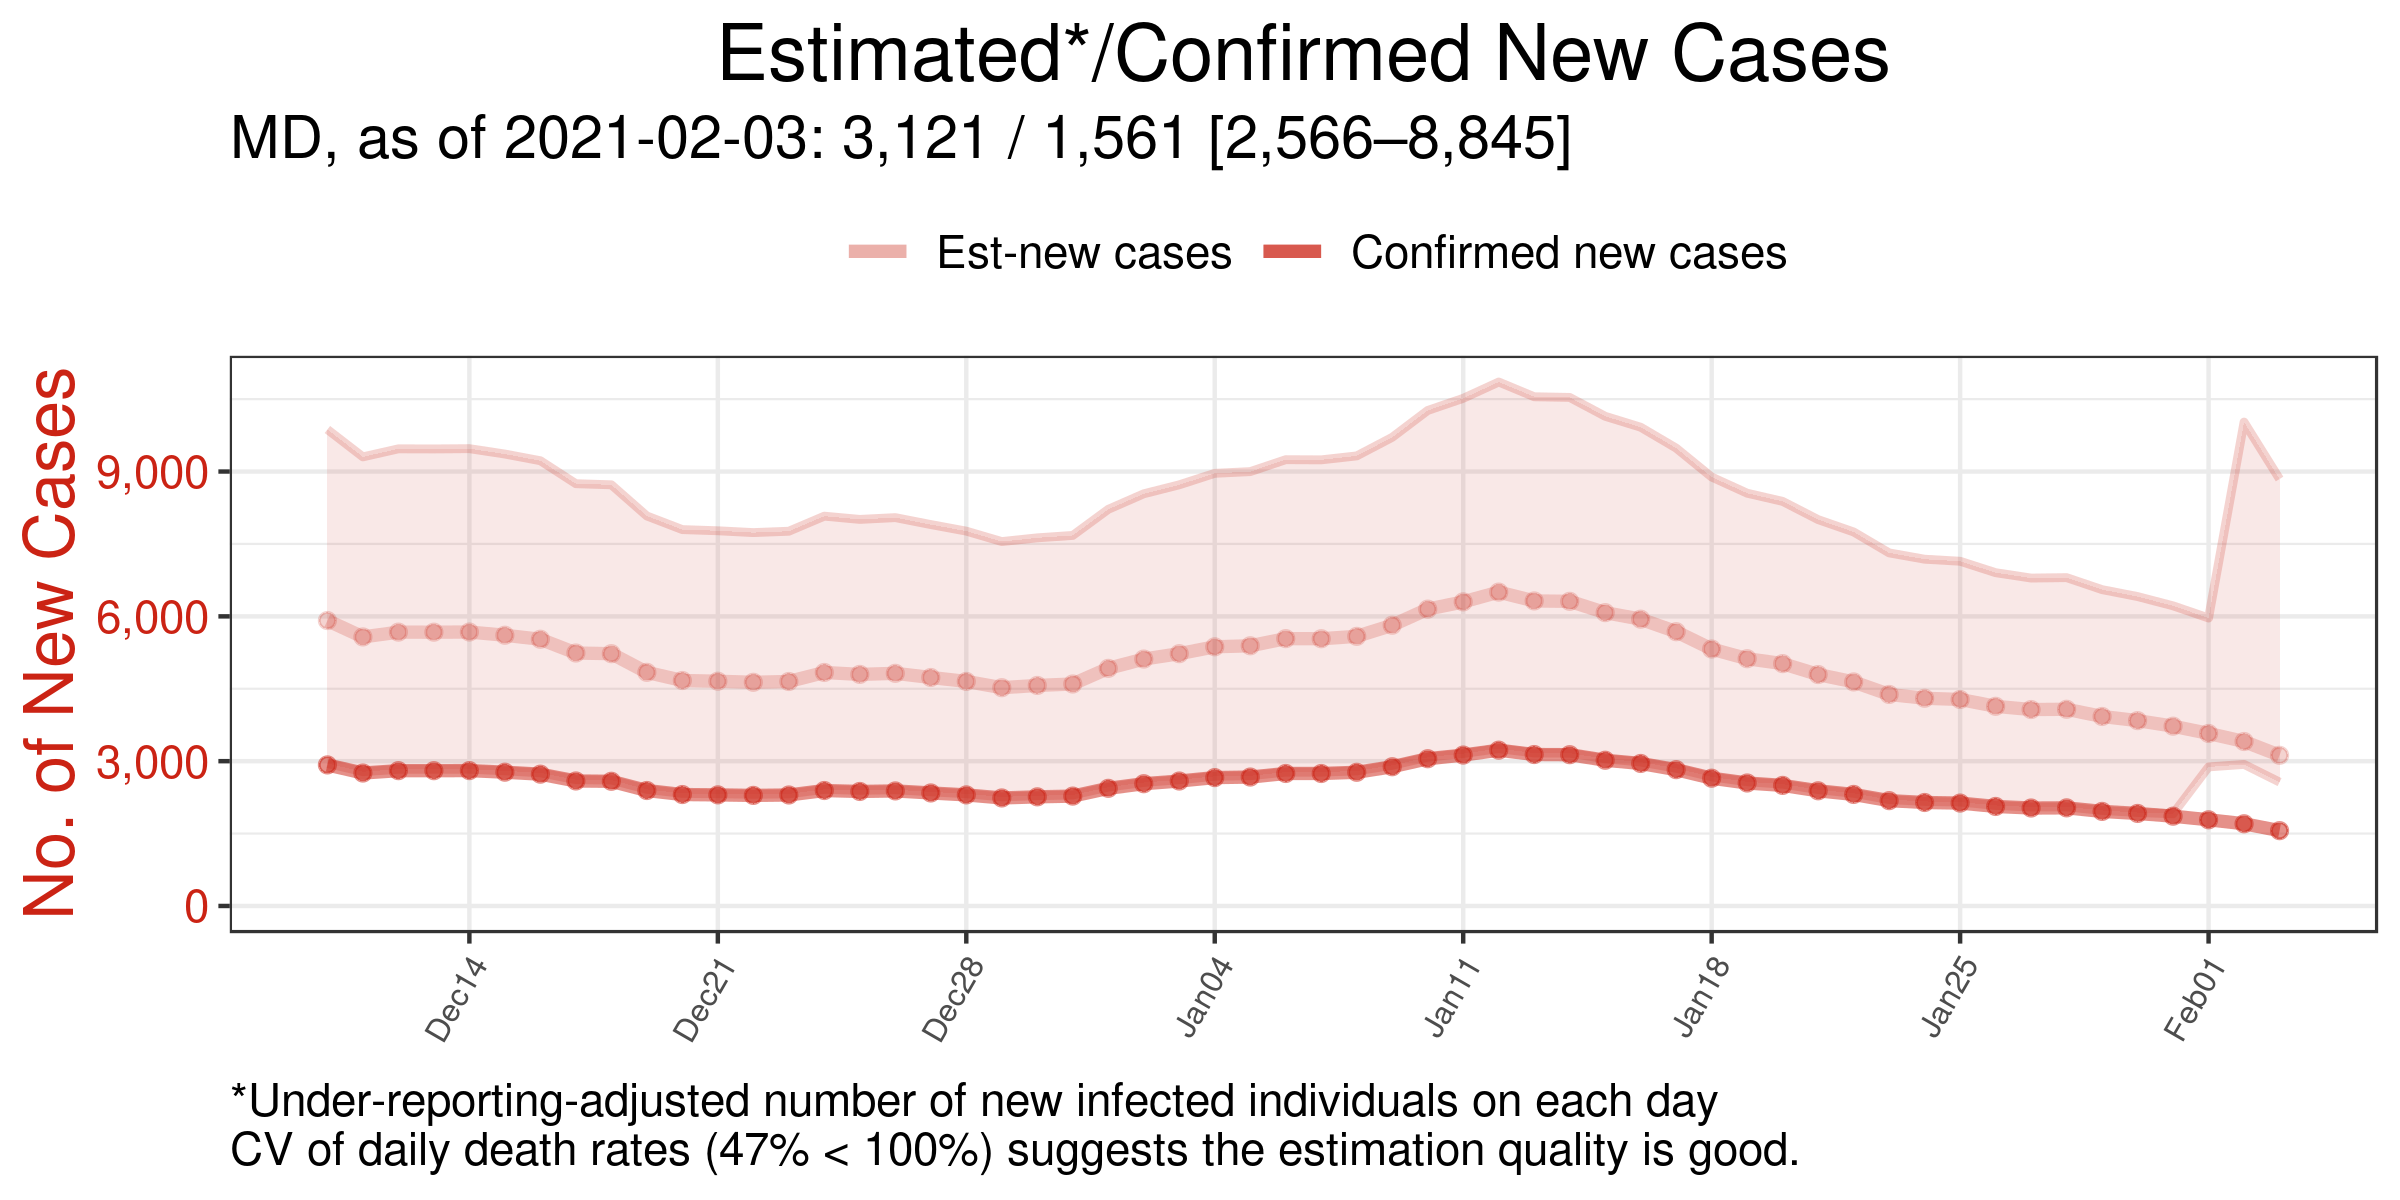 Estimated*/Confirmed New Cases
MD, as of 2021-02-03: 3,121 / 1,561 [2,566–8,845]
Est-new cases
Confirmed new cases
No. of New Cases
9,000
6,000
3,000
0
Dec14
Dec21
Dec28
Jan04
Jan11
Jan18
Jan25
Feb01
*Under-reporting-adjusted number of new infected individuals on each day
CV of daily death rates (47% < 100%) suggests the estimation quality is good.